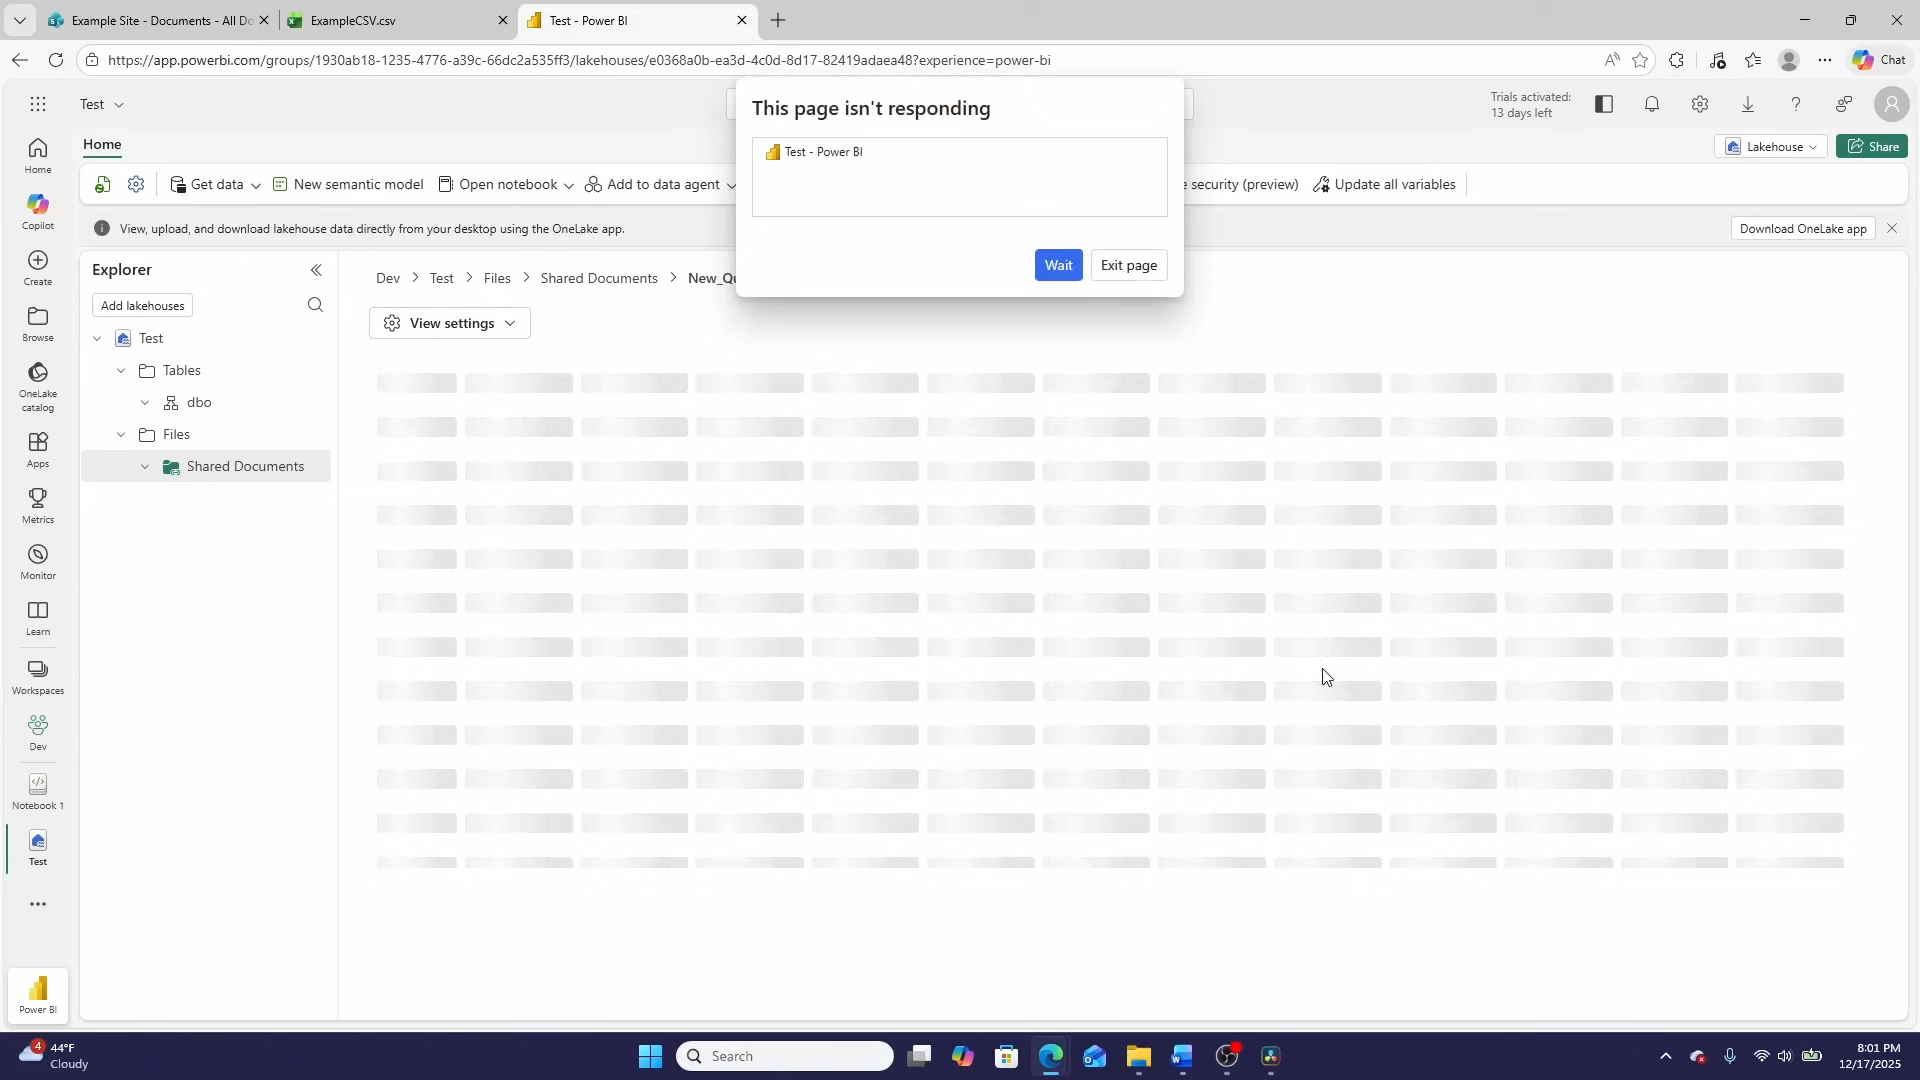 Example Site - Documents - All Do
ExampleCSV.csv
Test - Power BI
https://app.powerbi.com/groups/1930ab18-1235-4776-a39c-66dc2a535ff3/lakehouses/e0368a0b-ea3d-4c0d-8d17-82419adaea48?experience=power-bi
Chat
Test
Trials activated:
13 days left
This page isn't responding
Test - Power BI
Wait
Exit page
Home
Lakehouse
Share
Get data
New semantic model
Open notebook
Add to data agent
e security (preview)
Update all variables
View, upload, and download lakehouse data directly from your desktop using the OneLake app.
Download OneLake app
Home
Copilot
Create
Browse
OneLake
catalog
Apps
Metrics
Monitor
Learn
Workspaces
Dev
Notebook 1
Test
Power BI
Explorer
Add lakehouses
Test
Tables
dbo
Files
Shared Documents
Dev > Test > Files > Shared Documents > New_Qu
View settings
4
44°F
Cloudy
Search
8:01 PM
12/17/2025